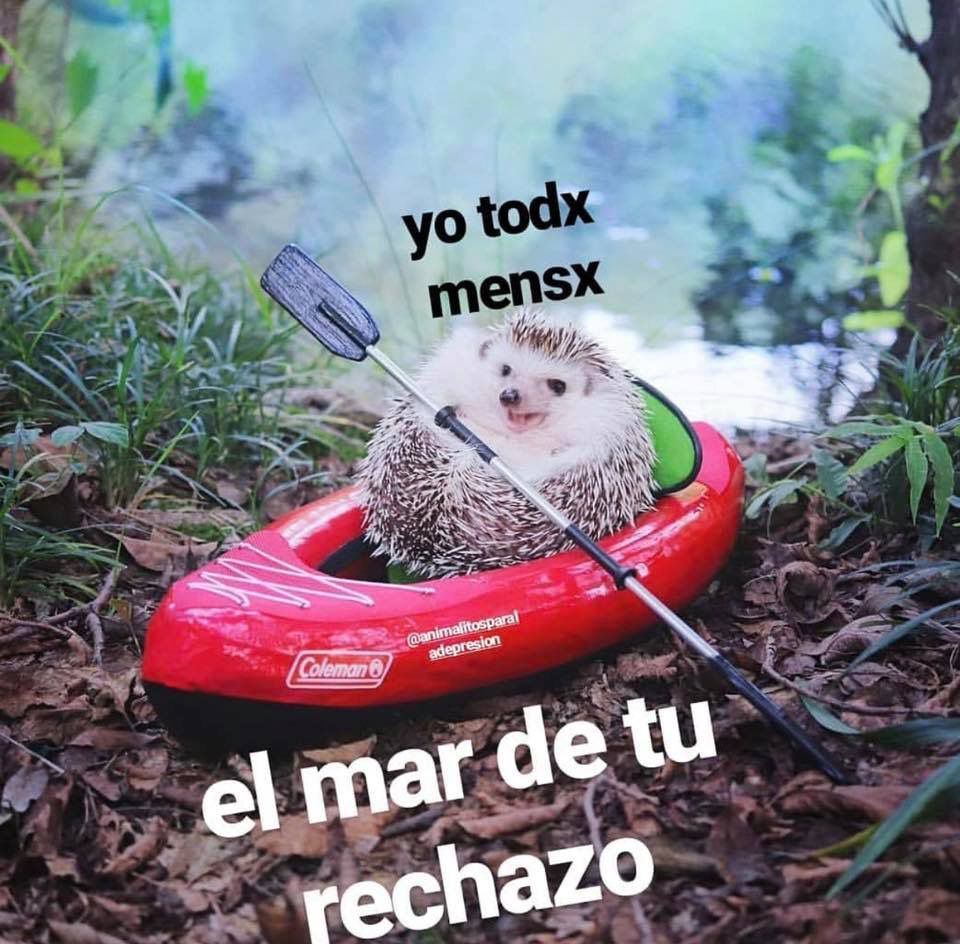 yo todx
mensx
@animalitosparal
adepresion
Coleman
el mar de tu
rechazo